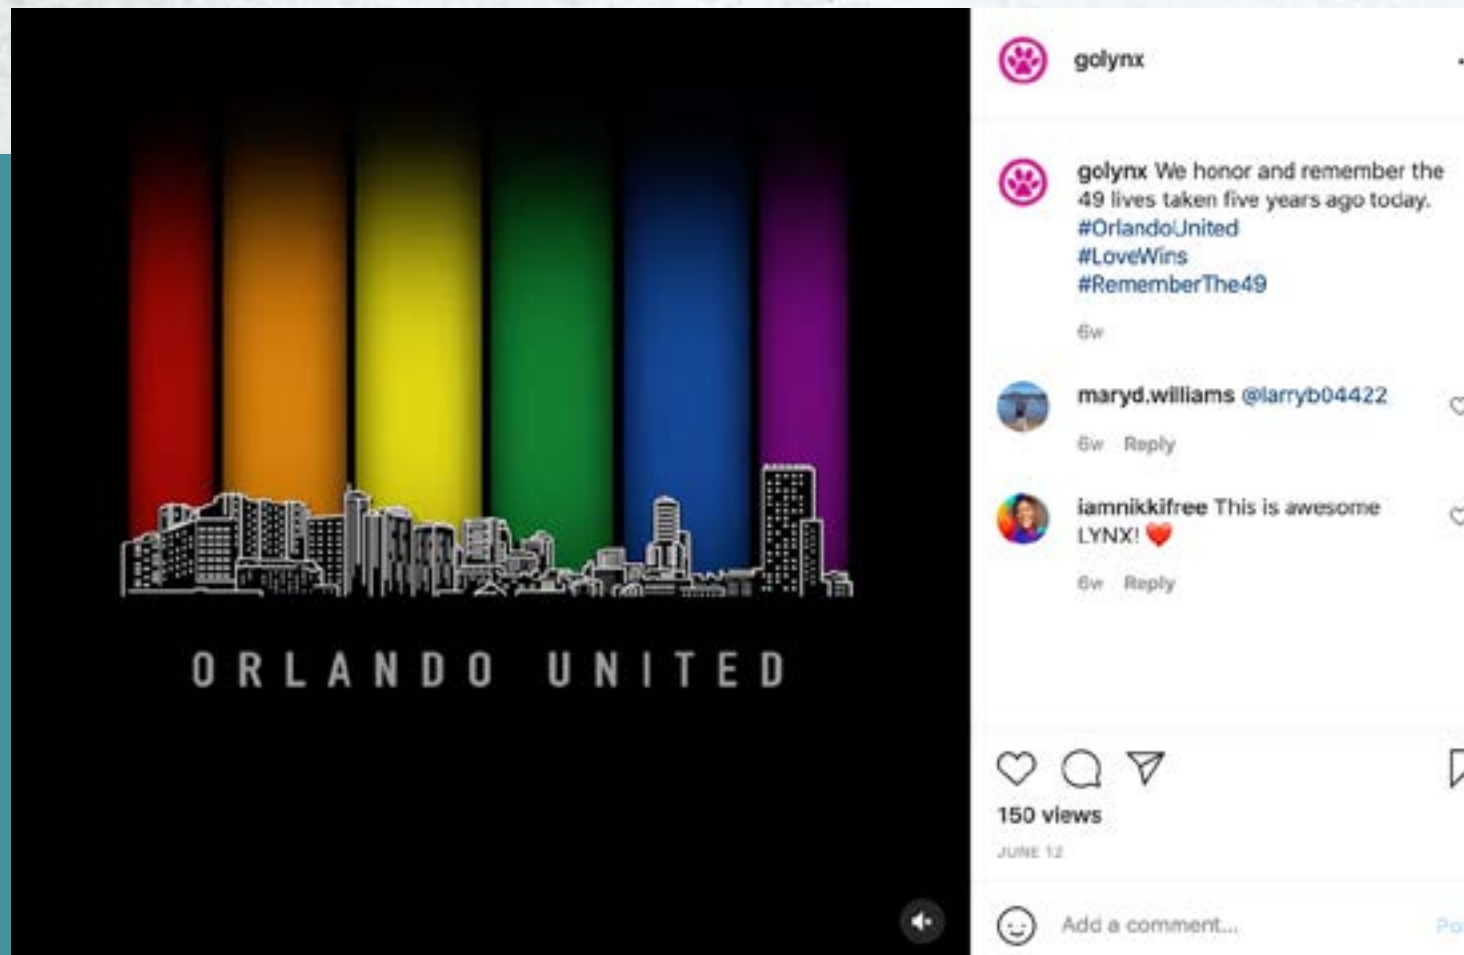 ORLANDO UNITED
golynx
golynx We honor and remember the
49 lives taken five years ago today.
#OrlandoUnited
#LoveWins
#RememberThe49
6w
maryd.williams @larryb04422
6w Reply
iamnikkifree This is awesome
LYNX! ❤️
6w Reply
150 views
JUNE 12
Add a comment...